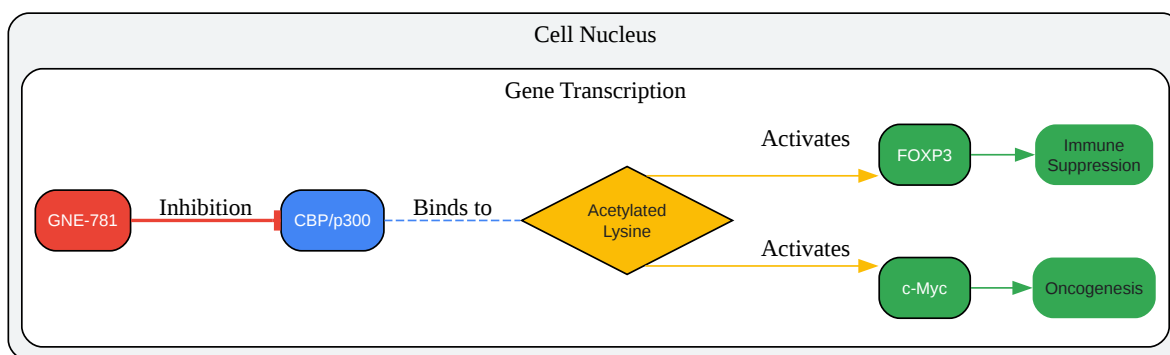 Cell Nucleus
Gene Transcription
GNE-781
Inhibition
CBP/p300
Binds to
Acetylated
Lysine
Activates
FOXP3
Immune
Suppression
Activates
c-Myc
Oncogenesis